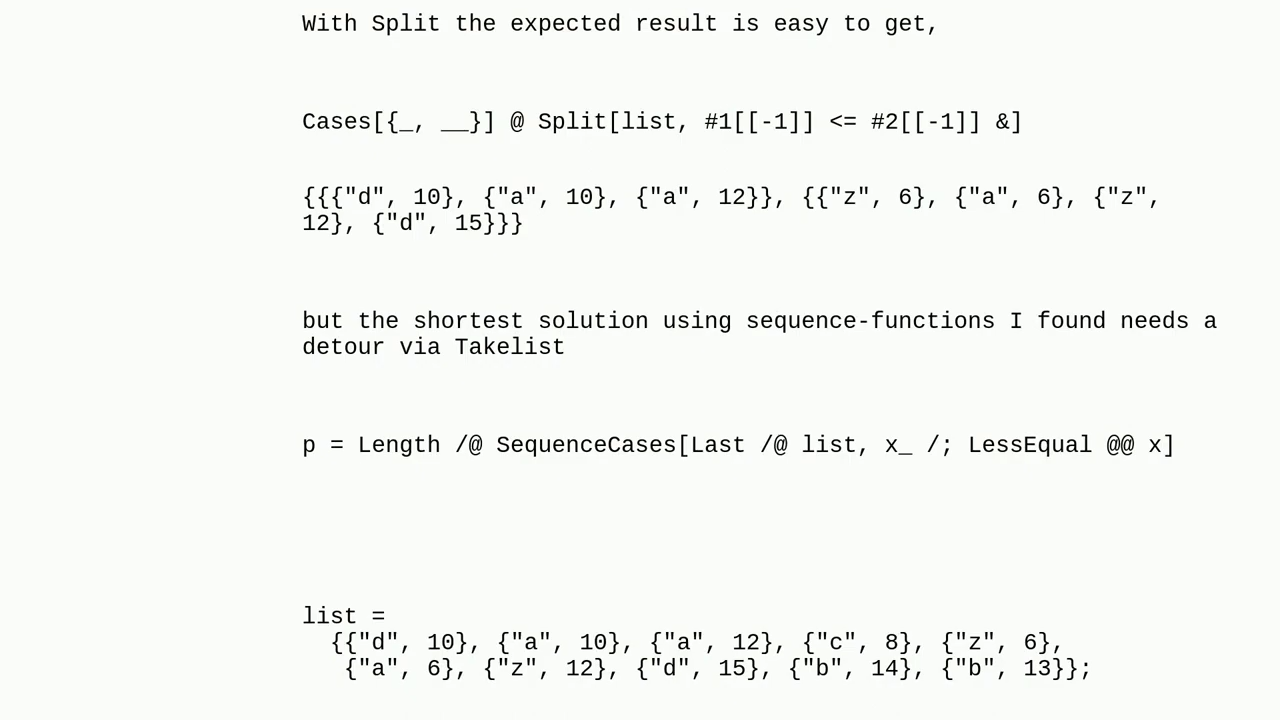 With Split the expected result is easy to get,
Cases[{_, __}] @ Split[list, #1[[-1]] <= #2[[-1]] &]
{{{"d", 10}, {"a", 10}, {"a", 12}}, {{"z", 6}, {"a", 6}, {"z",
12}, {"d", 15}}}
but the shortest solution using sequence-functions I found needs a
detour via Takelist
p = Length /@ SequenceCases[Last /@ list, x_ /; LessEqual @@ x]
list =
{{"d", 10}, {"a", 10}, {"a", 12}, {"c", 8}, {"z", 6},
{"a", 6}, {"z", 12}, {"d", 15}, {"b", 14}, {"b", 13}};